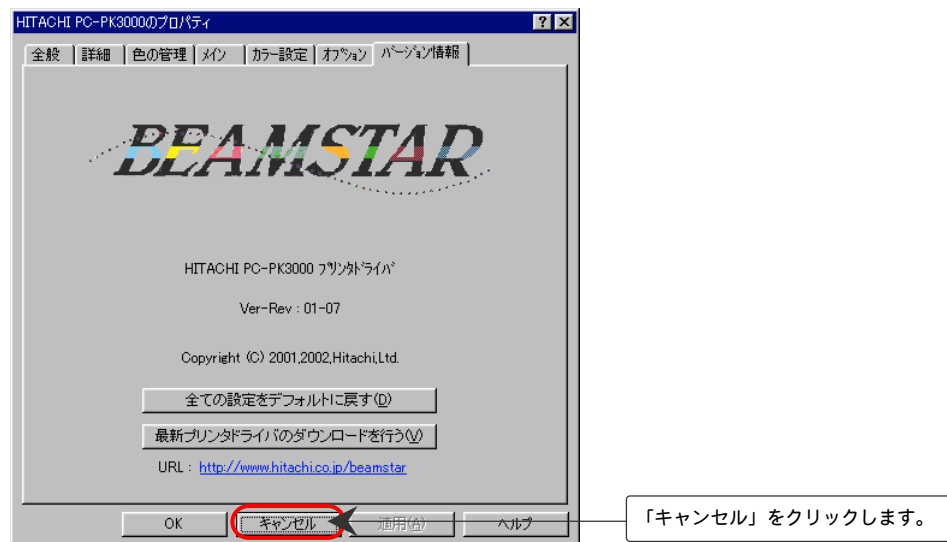 HITACHI PC-PK3000のプロパティ
全般 詳細 色の管理 メイン カラー設定 オプション バージョン情報
BEAMSTAR
HITACHI PC-PK3000 プリンタドライバ
Ver-Rev : 01-07
Copyright (C) 2001,2002,Hitachi,Ltd.
全ての設定をデフォルトに戻す(D)
最新プリンタドライバのダウンロードを行う(V)
URL : http://www.hitachi.co.jp/beamstar
OK キャンセル 適用(A) ヘルプ
「キャンセル」をクリックします。